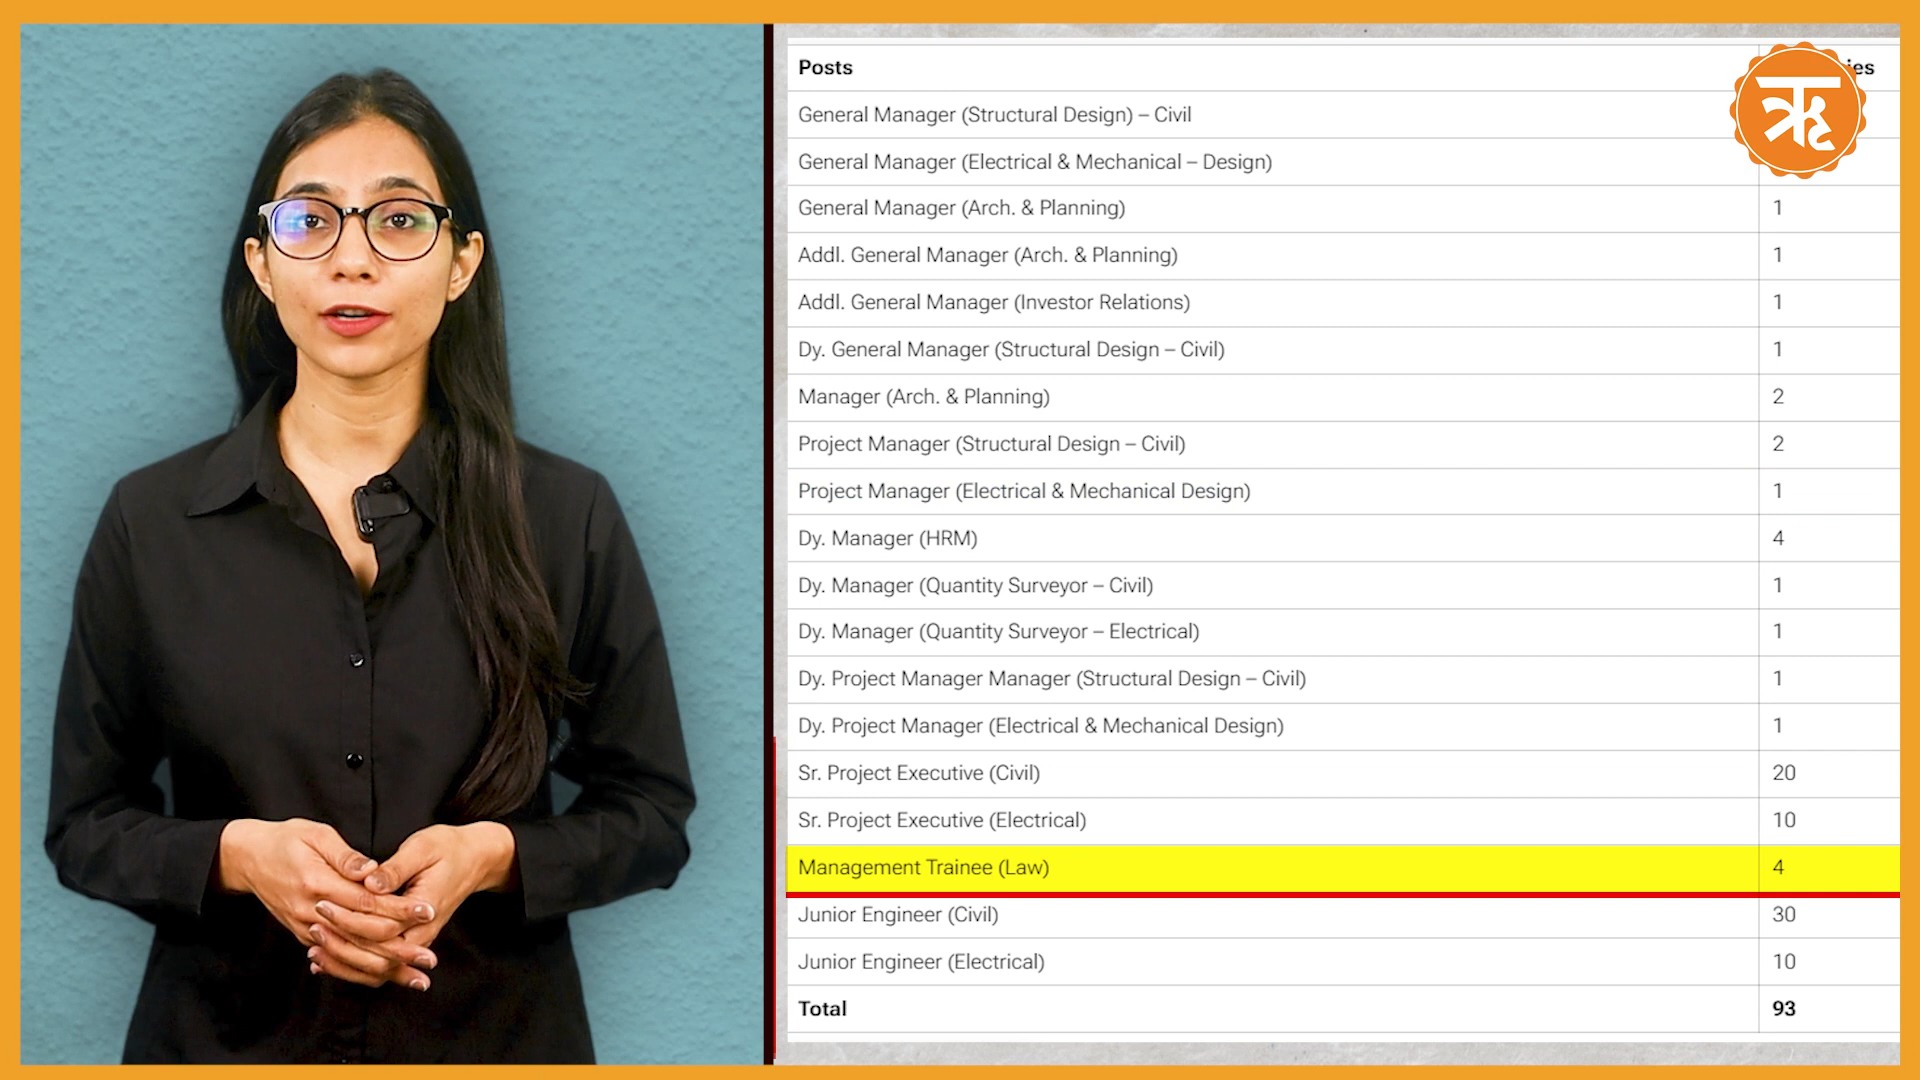 Posts
ऋ
General Manager (Structural Design) – Civil
General Manager (Electrical & Mechanical – Design)
General Manager (Arch. & Planning) 1
Addl. General Manager (Arch. & Planning) 1
Addl. General Manager (Investor Relations) 1
Dy. General Manager (Structural Design – Civil) 1
Manager (Arch. & Planning) 2
Project Manager (Structural Design – Civil) 2
Project Manager (Electrical & Mechanical Design) 1
Dy. Manager (HRM) 4
Dy. Manager (Quantity Surveyor – Civil) 1
Dy. Manager (Quantity Surveyor – Electrical) 1
Dy. Project Manager Manager (Structural Design – Civil) 1
Dy. Project Manager (Electrical & Mechanical Design) 1
Sr. Project Executive (Civil) 20
Sr. Project Executive (Electrical) 10
Management Trainee (Law) 4
Junior Engineer (Civil) 30
Junior Engineer (Electrical) 10
Total 93